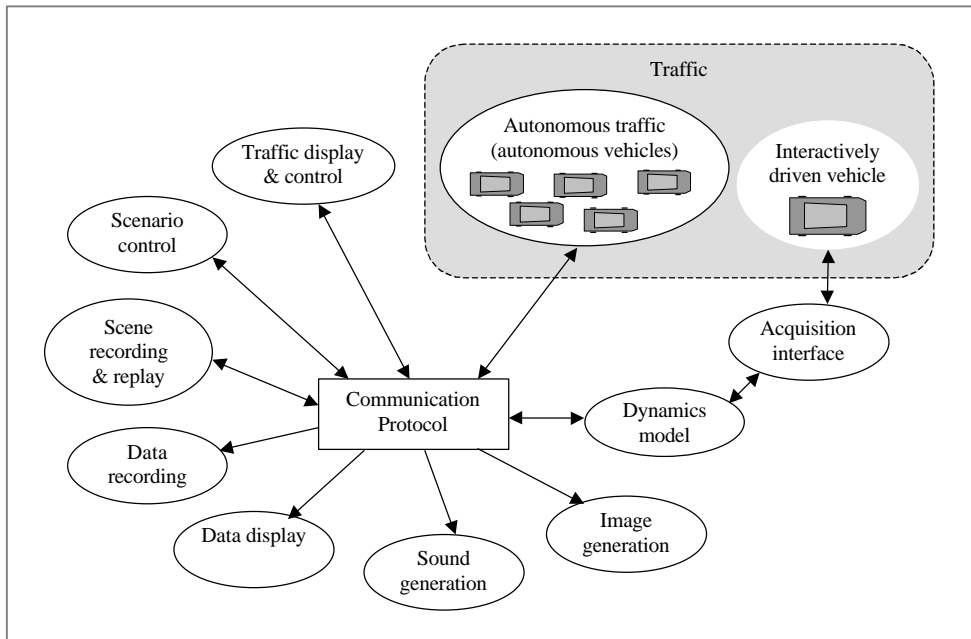 Traffic
Autonomous traffic
(autonomous vehicles)
Interactively
driven vehicle
Traffic display
& control
Scenario
control
Scene
recording
& replay
Acquisition
interface
Communication
Protocol
Dynamics
model
Data
recording
Data display
Sound
generation
Image
generation